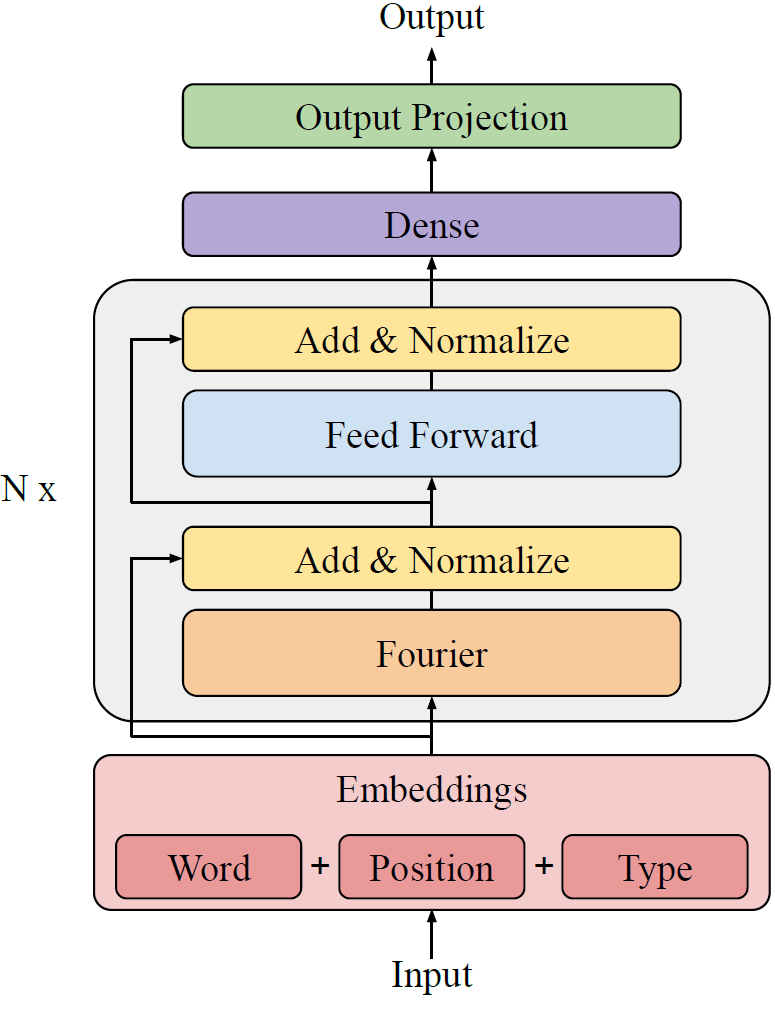 Output
Output Projection
Dense
Add & Normalize
Feed Forward
N x
Add & Normalize
Fourier
Embeddings
Word + Position + Type
Input